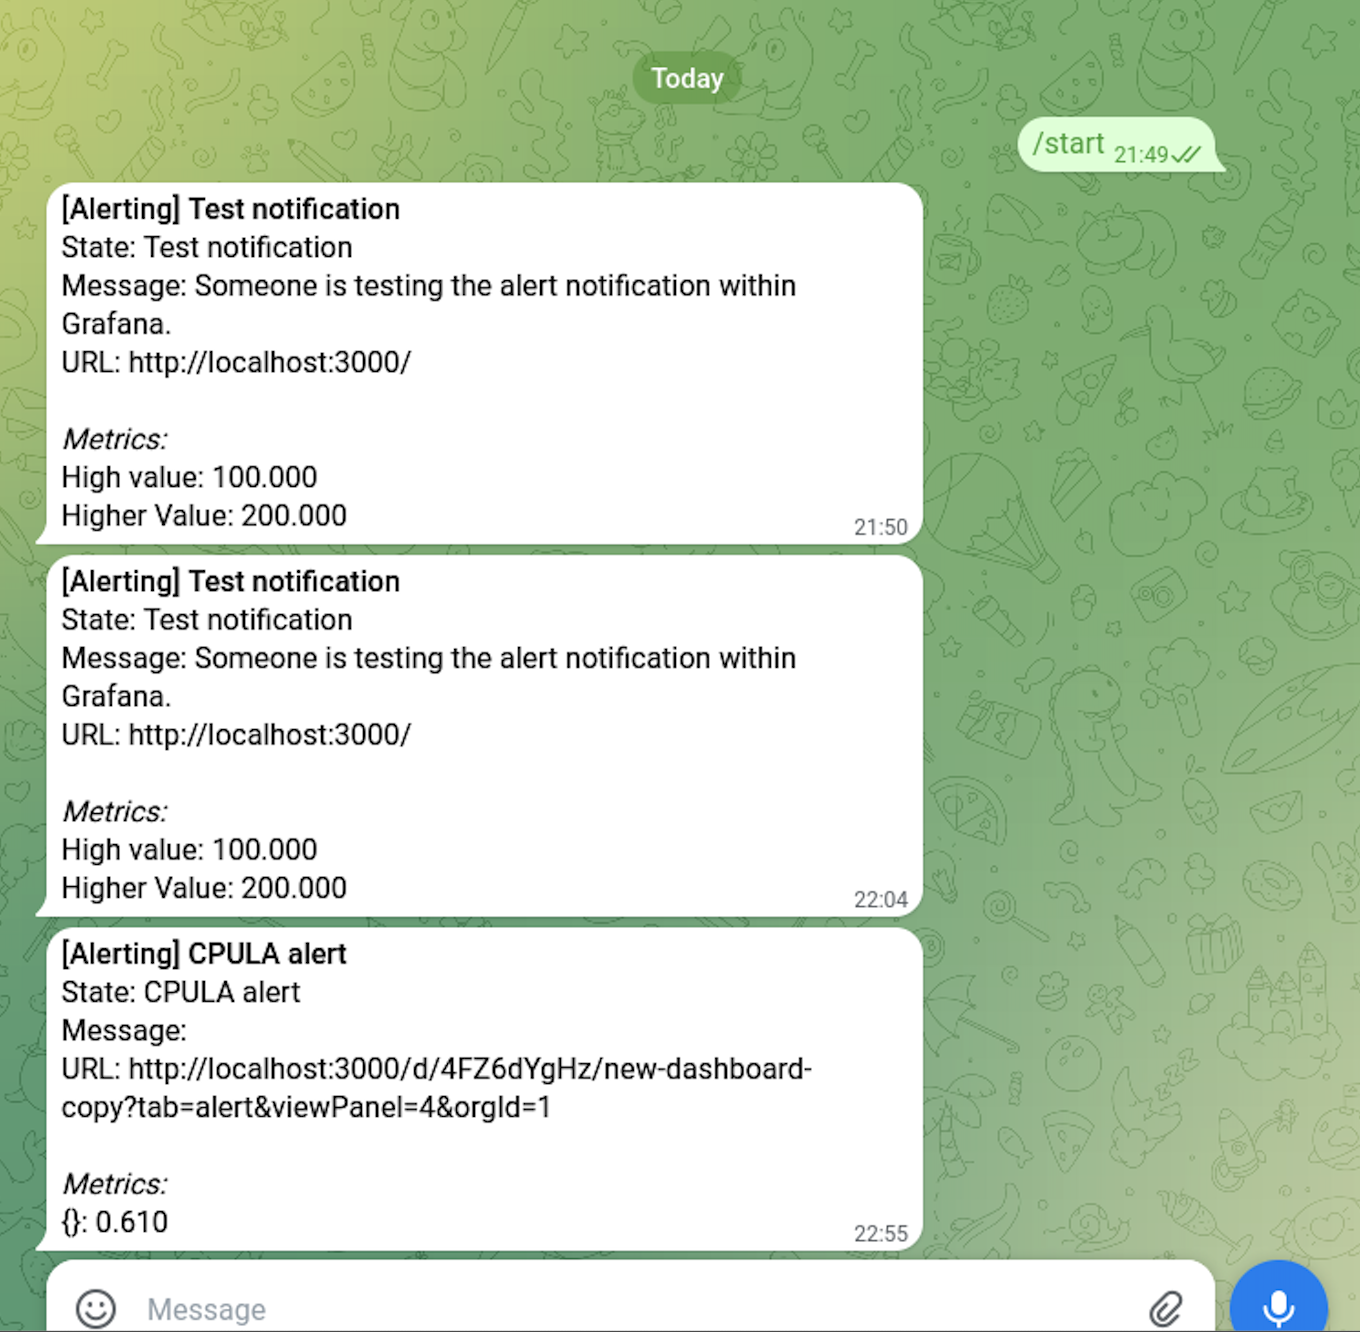 Today
/start 21:49
[Alerting] Test notification
State: Test notification
Message: Someone is testing the alert notification within
Grafana.
URL: http://localhost:3000/
Metrics:
High value: 100.000
Higher Value: 200.000
21:50
[Alerting] Test notification
State: Test notification
Message: Someone is testing the alert notification within
Grafana.
URL: http://localhost:3000/
Metrics:
High value: 100.000
Higher Value: 200.000
22:04
[Alerting] CPULA alert
State: CPULA alert
Message:
URL: http://localhost:3000/d/4FZ6dYgHz/new-dashboard-
copy?tab=alert&viewPanel=4&orgId=1
Metrics:
{}: 0.610
22:55
Message